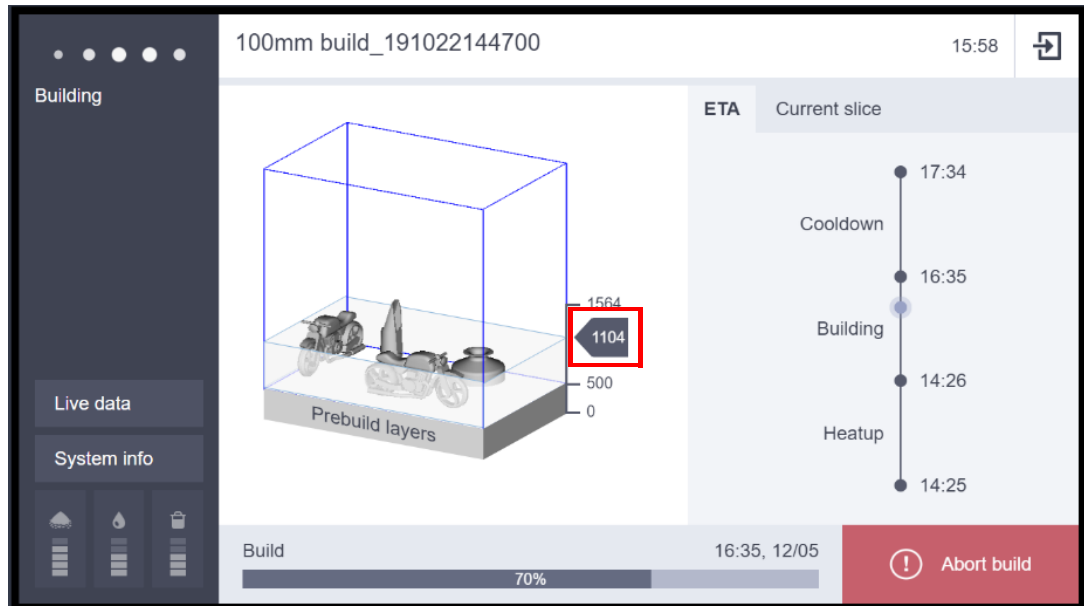 100mm build_191022144700
15:58
Building
ETA
Current slice
17:34
Cooldown
16:35
Building
14:26
Heatup
14:25
1564
1104
500
0
Prebuild layers
Live data
System info
Build
16:35, 12/05
70%
Abort build